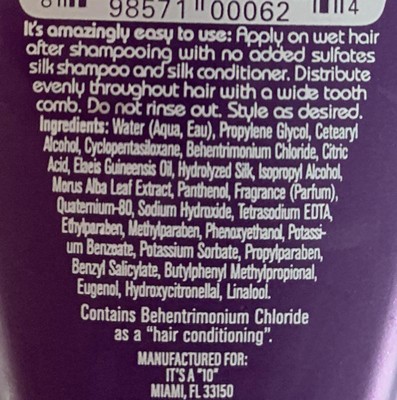 8 98571 00062 4
It's amazingly easy to use: Apply on wet hair
after shampooing with no added sulfates
silk shampoo and silk conditioner. Distribute
evenly throughout hair with a wide tooth
comb. Do not rinse out. Style as desired.
Ingredients: Water (Aqua, Eau), Propylene Glycol, Cetearyl
Alcohol, Cyclopentasiloxane, Behentrimonium Chloride, Citric
Acid, Elaeis Guineensis Oil, Hydrolyzed Silk, Isopropyl Alcohol,
Morus Alba Leaf Extract, Panthenol, Fragrance (Parfum),
Quaternium-80, Sodium Hydroxide, Tetrasodium EDTA,
Ethylparaben, Methylparaben, Phenoxyethanol, Potassi-
um Benzoate, Potassium Sorbate, Propylparaben,
Benzyl Salicylate, Butylphenyl Methylpropional,
Eugenol, Hydroxycitronellal, Linalool.
Contains Behentrimonium Chloride
as a "hair conditioning".
MANUFACTURED FOR:
IT'S A "10"
MIAMI, FL 33150